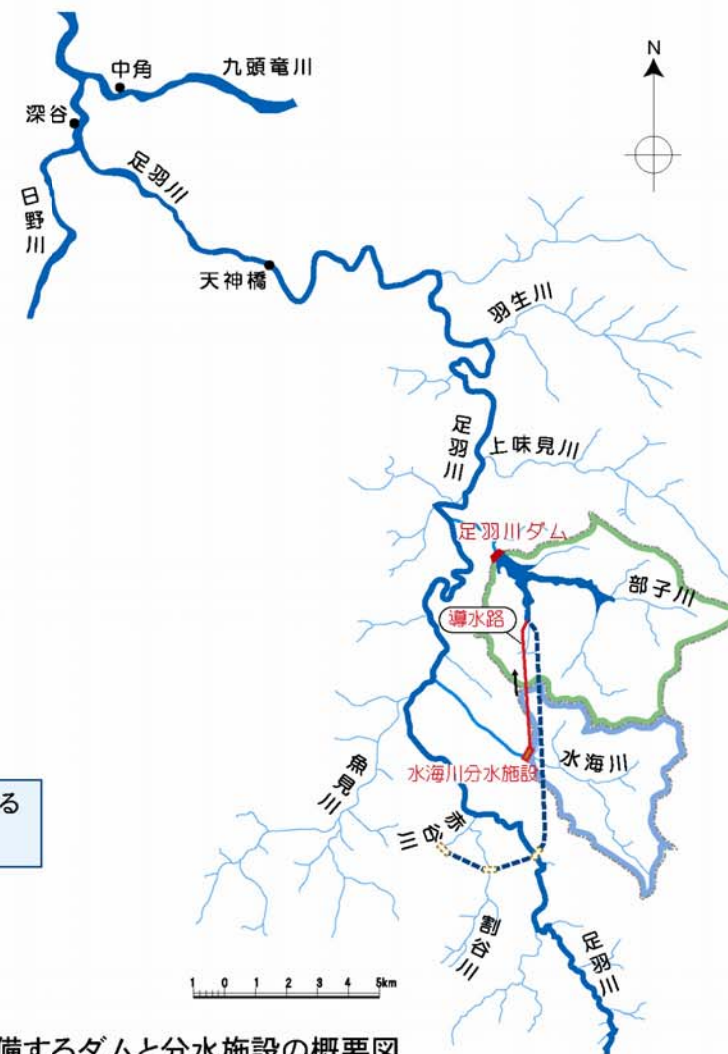 N
中角
九頭竜川
深谷
足羽川
日野川
天神橋
羽生川
足羽川
上味見川
足羽川ダム
部子川
導水路
水海川
水海川分水施設
魚見川
赤谷川
割谷川
足羽川
る
1 0 1 2 3 4 5km
備するダムと分水施設の概要図